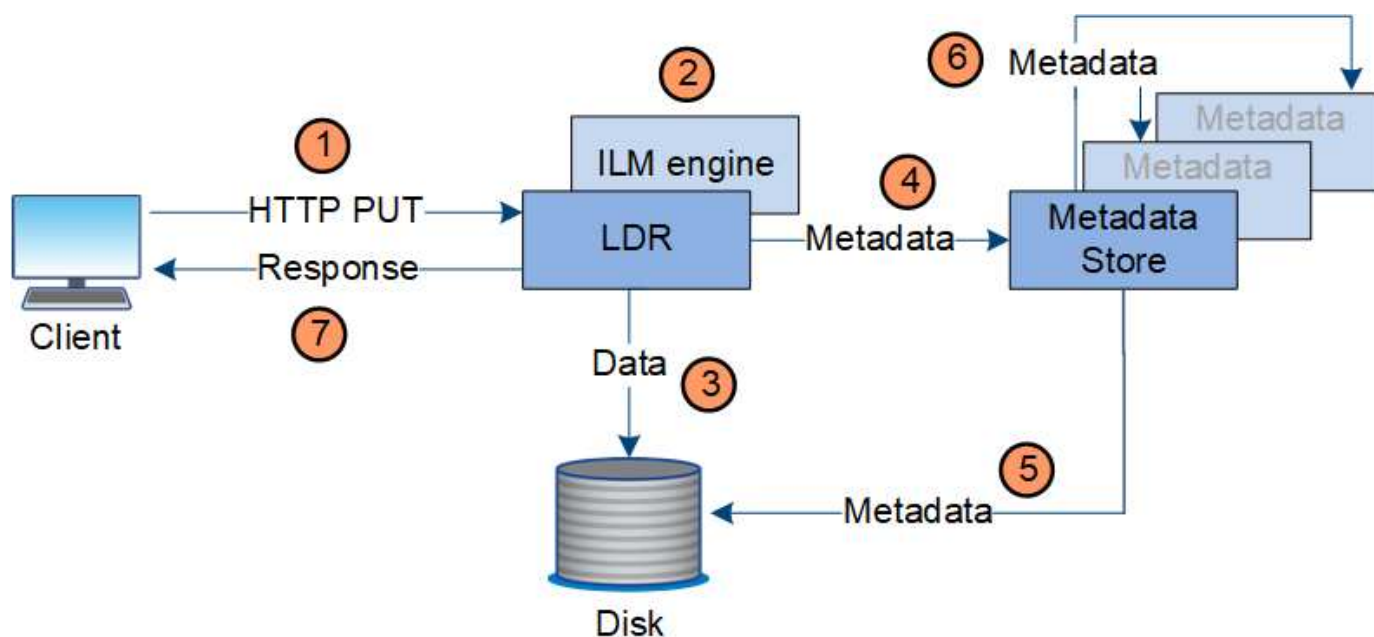 1
HTTP PUT
Response
7
Client
2
ILM engine
LDR
Data
3
Disk
4
Metadata
Metadata
Store
5
Metadata
6
Metadata
Metadata
Metadata